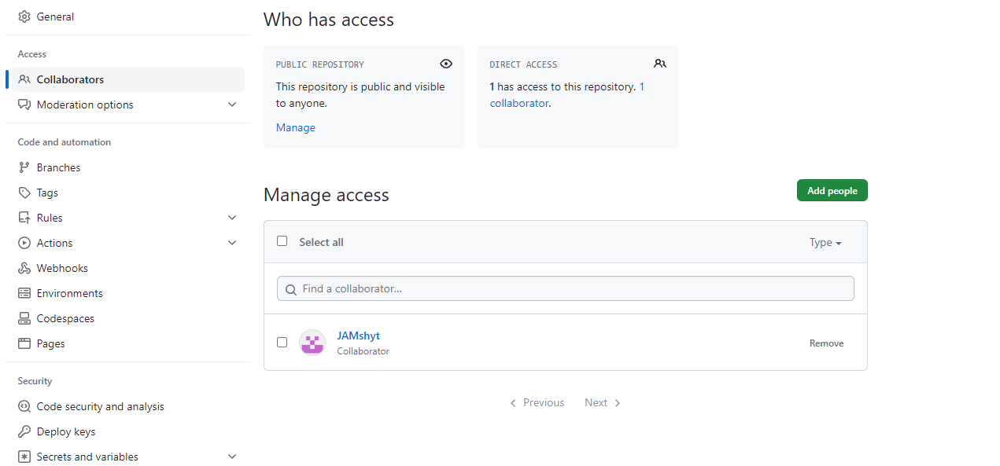 General
Access
Collaborators
Moderation options
Code and automation
Branches
Tags
Rules
Actions
Webhooks
Environments
Codespaces
Pages
Security
Code security and analysis
Deploy keys
Secrets and variables
Who has access
PUBLIC REPOSITORY
This repository is public and visible
to anyone.
Manage
DIRECT ACCESS
1 has access to this repository. 1
collaborator.
Manage access
Add people
Select all
Type
Find a collaborator...
JAMshyt
Collaborator
Remove
Previous
Next